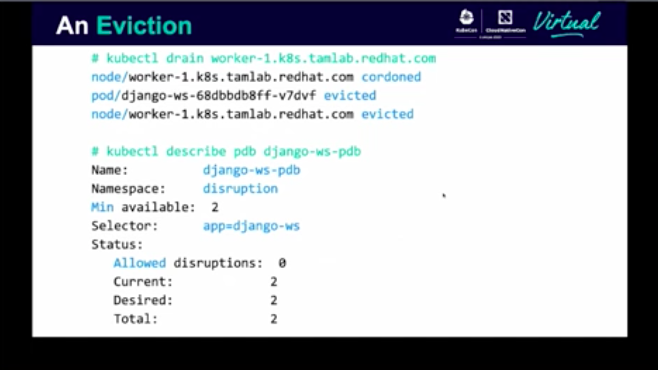 An Eviction
KubeCon
CloudNativeCon
Virtual
# kubectl drain worker-1.k8s.tamlab.redhat.com
node/worker-1.k8s.tamlab.redhat.com cordoned
pod/django-ws-68dbbdb8ff-v7dvf evicted
node/worker-1.k8s.tamlab.redhat.com evicted
# kubectl describe pdb django-ws-pdb
Name: django-ws-pdb
Namespace: disruption
Min available: 2
Selector: app=django-ws
Status:
Allowed disruptions: 0
Current: 2
Desired: 2
Total: 2